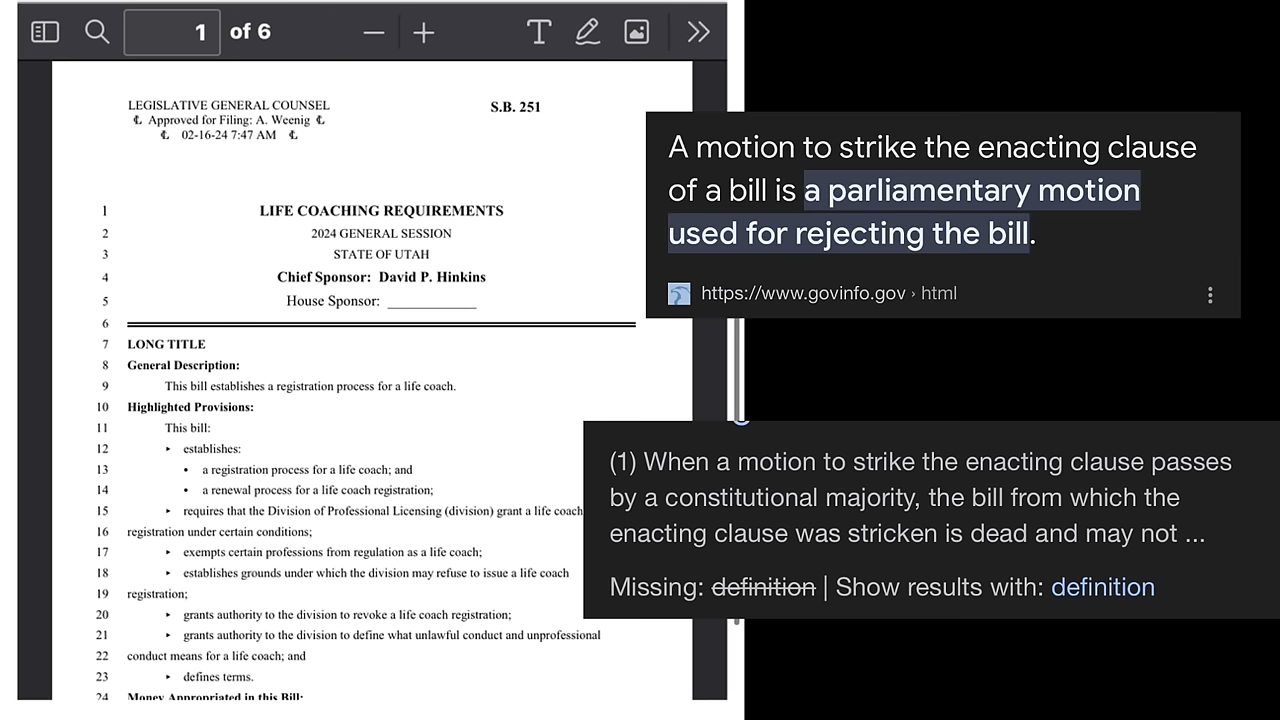 1 of 6
LEGISLATIVE GENERAL COUNSEL
Approved for Filing: A. Weenig
02-16-24 7:47 AM
S.B. 251
1 LIFE COACHING REQUIREMENTS
2 2024 GENERAL SESSION
3 STATE OF UTAH
4 Chief Sponsor: David P. Hinkins
5 House Sponsor: ____________
6
7 LONG TITLE
8 General Description:
9 This bill establishes a registration process for a life coach.
10 Highlighted Provisions:
11 This bill:
12 ▸ establishes:
13 • a registration process for a life coach; and
14 • a renewal process for a life coach registration;
15 ▸ requires that the Division of Professional Licensing (division) grant a life coach
16 registration under certain conditions;
17 ▸ exempts certain professions from regulation as a life coach;
18 ▸ establishes grounds under which the division may refuse to issue a life coach
19 registration;
20 ▸ grants authority to the division to revoke a life coach registration;
21 ▸ grants authority to the division to define what unlawful conduct and unprofessional
22 conduct means for a life coach; and
23 ▸ defines terms.
24 Money Appropriated in this Bill:
A motion to strike the enacting clause
of a bill is a parliamentary motion
used for rejecting the bill.
https://www.govinfo.gov › html
(1) When a motion to strike the enacting clause passes
by a constitutional majority, the bill from which the
enacting clause was stricken is dead and may not ...
Missing: definition | Show results with: definition